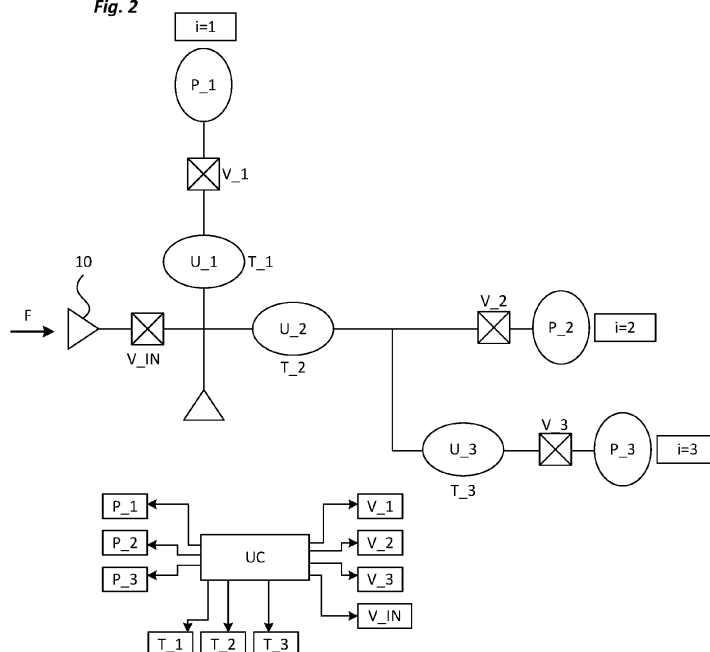 Fig. 2
i=1
P_1
V_1
U_1
T_1
10
F
V_IN
U_2
T_2
V_2
P_2
i=2
V_3
U_3
T_3
P_3
i=3
P_1
P_2
P_3
UC
V_1
V_2
V_3
V_IN
T_1
T_2
T_3